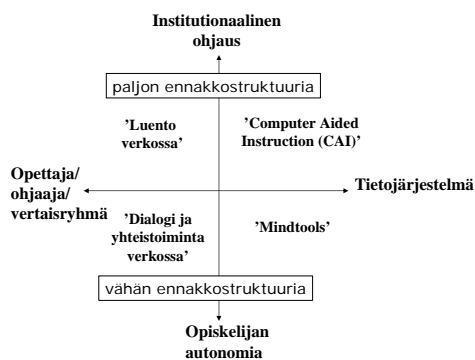 Institutionaalinen
ohjaus
paljon ennakkostruktuuria
'Luento
verkossa'
'Computer Aided
Instruction (CAI)'
Opettaja/
ohjaaja/
vertaisryhmä
Tietojärjestelmä
'Dialogi ja
yhteistoiminta
verkossa'
'Mindtools'
vähän ennakkostruktuuria
Opiskelijan
autonomia